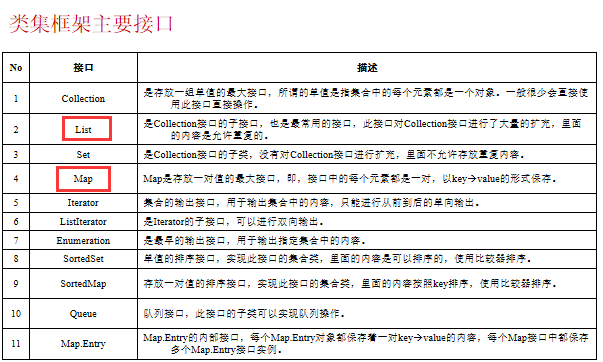 类集框架主要接口
No 接口 描述
1 Collection 是存放一组单值的最大接口，所谓的单值是指集合中的每个元素都是一个对象。一般很少会直接使
用此接口直接操作。
2 List 是Collection接口的子接口，也是最常用的接口，此接口对Collection接口进行了大量的扩充，里面
的内容是允许重复的。
3 Set 是Collection接口的子类，没有对Collection接口进行扩充，里面不允许存放重复内容。
4 Map Map是存放一对值的最大接口，即，接口中的每个元素都是一对，以key→value的形式保存。
5 Iterator 集合的输出接口，用于输出集合中的内容，只能进行从前到后的单向输出。
6 ListIterator 是Iterator的子接口，可以进行双向输出。
7 Enumeration 是最早的输出接口，用于输出指定集合中的内容。
8 SortedSet 单值的排序接口，实现此接口的集合类，里面的内容是可以排序的，使用比较器排序。
9 SortedMap 存放一对值的排序接口，实现此接口的集合类，里面的内容按照key排序，使用比较器排序。
10 Queue 队列接口，此接口的子类可以实现队列操作。
11 Map.Entry Map.Entry的内部接口，每个Map.Entry对象都保存着一对key→value的内容，每个Map接口中都保存
多个Map.Entry接口实例。